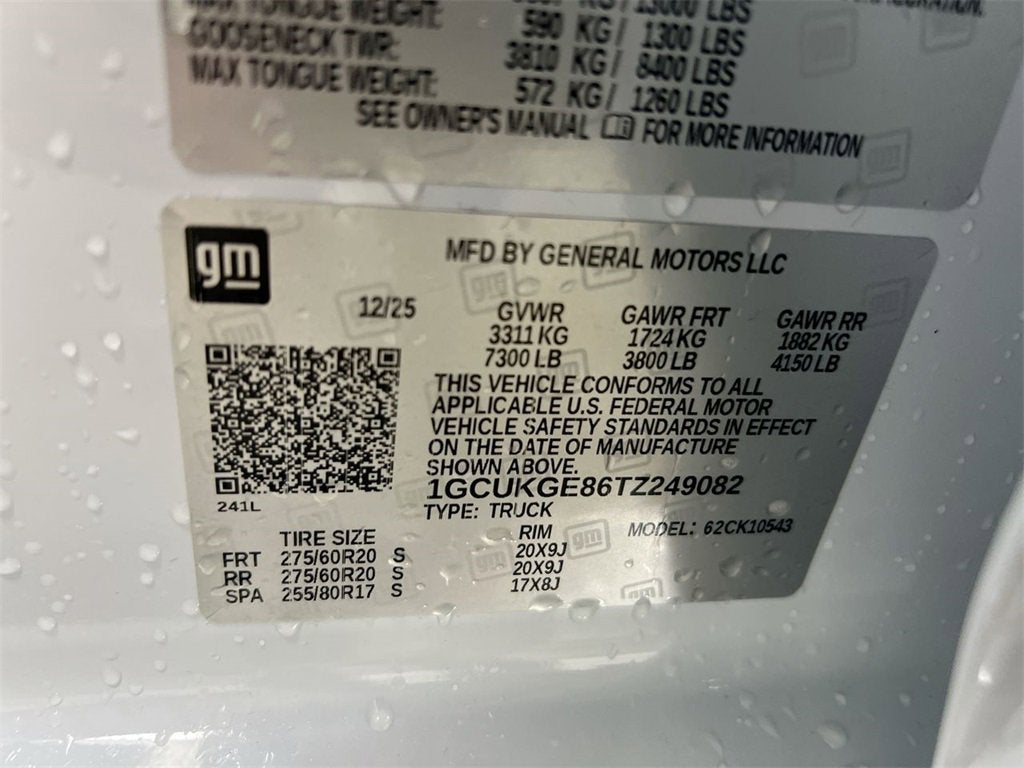 MAX TONGUE WEIGHT: 590 KG/ 1300 LBS
GOOSENECK TWR: 3810 KG/ 8400 LBS
MAX TONGUE WEIGHT: 572 KG/ 1260 LBS
SEE OWNER'S MANUAL FOR MORE INFORMATION
gm
MFD BY GENERAL MOTORS LLC
12/25 GVWR GAWR FRT GAWR RR
3311 KG 1724 KG 1882 KG
7300 LB 3800 LB 4150 LB
THIS VEHICLE CONFORMS TO ALL
APPLICABLE U.S. FEDERAL MOTOR
VEHICLE SAFETY STANDARDS IN EFFECT
ON THE DATE OF MANUFACTURE
SHOWN ABOVE.
1GCUKGE86TZ249082
241L
TYPE: TRUCK MODEL: 62CK10543
TIRE SIZE RIM
FRT 275/60R20 S 20X9J
RR 275/60R20 S 20X9J
SPA 255/80R17 S 17X8J